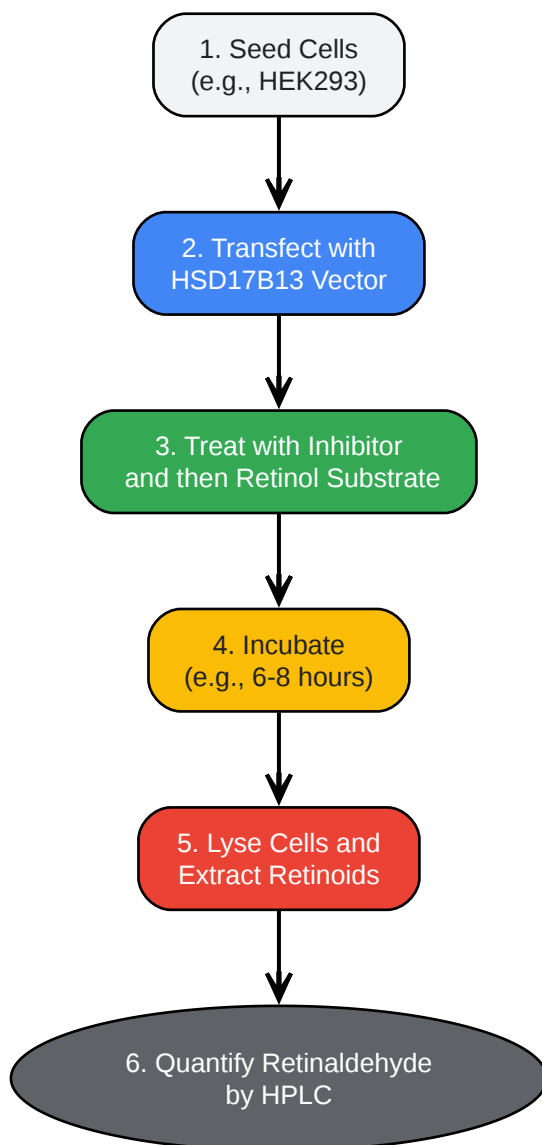 1. Seed Cells
(e.g., HEK293)
2. Transfect with
HSD17B13 Vector
3. Treat with Inhibitor
and then Retinol Substrate
4. Incubate
(e.g., 6-8 hours)
5. Lyse Cells and
Extract Retinoids
6. Quantify Retinaldehyde
by HPLC